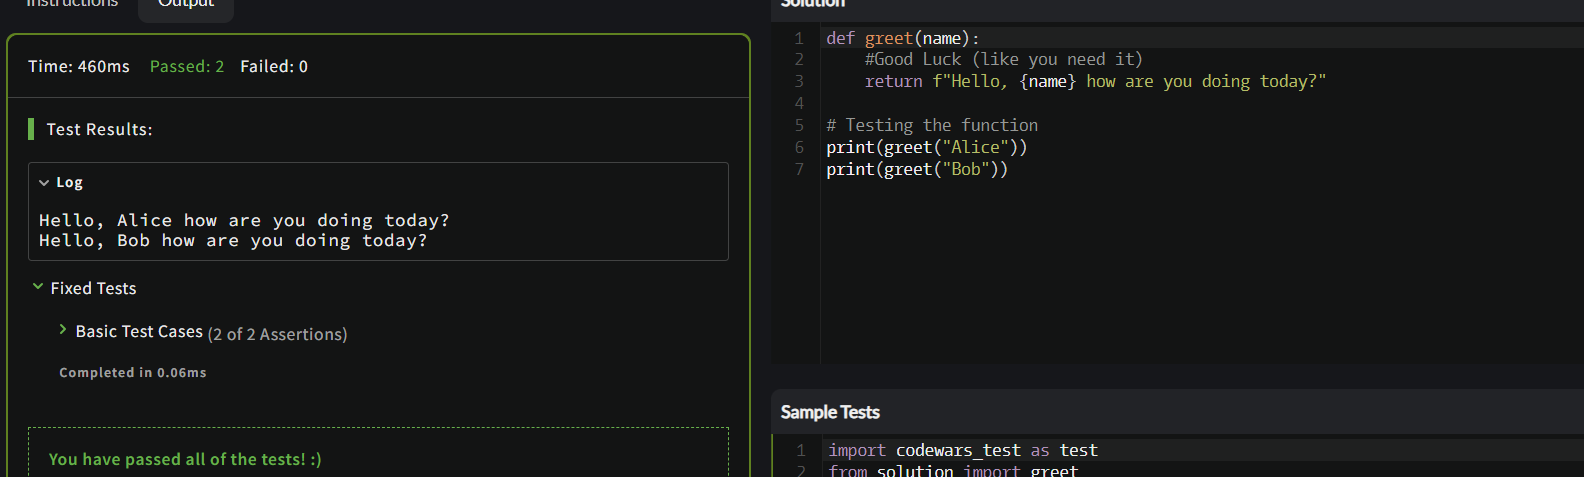 Instructions
Output
Time: 460ms Passed: 2 Failed: 0
Test Results:
Log
Hello, Alice how are you doing today?
Hello, Bob how are you doing today?
Fixed Tests
Basic Test Cases (2 of 2 Assertions)
Completed in 0.06ms
You have passed all of the tests! :)
Solution
1 def greet(name):
2     #Good Luck (like you need it)
3     return f"Hello, {name} how are you doing today?"
4
5 # Testing the function
6 print(greet("Alice"))
7 print(greet("Bob"))
Sample Tests
1 import codewars_test as test
2 from solution import greet